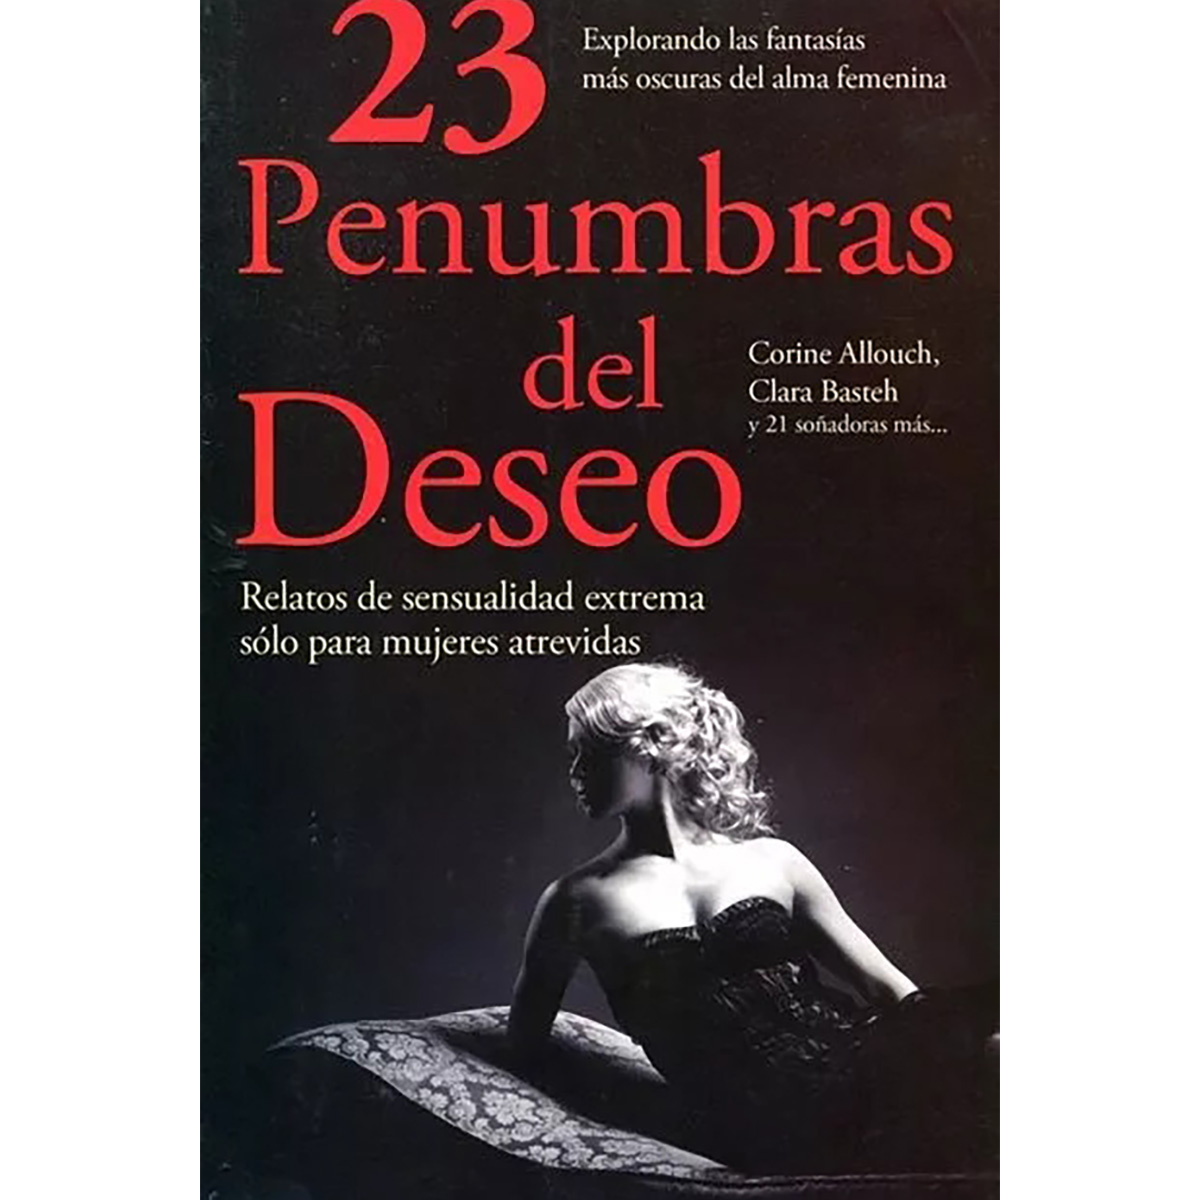 23
Explorando las fantasías
más oscuras del alma femenina
Penumbras
del
Corine Allouch,
Clara Basteh
y 21 soñadoras más...
Deseo
Relatos de sensualidad extrema
sólo para mujeres atrevidas